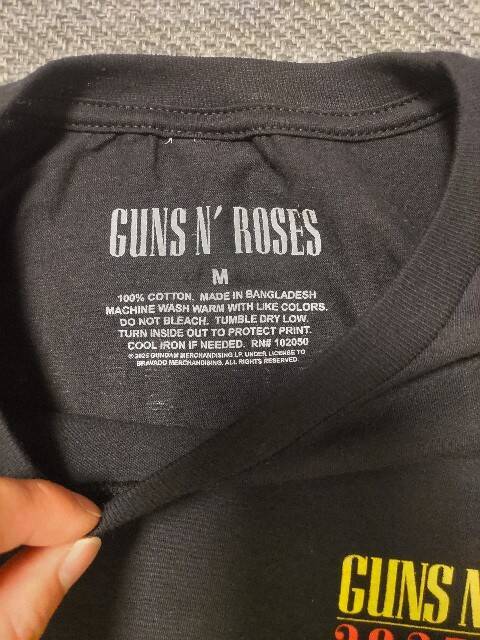 GUNS N' ROSES
M
100% COTTON. MADE IN BANGLADESH
MACHINE WASH WARM WITH LIKE COLORS.
DO NOT BLEACH. TUMBLE DRY LOW.
TURN INSIDE OUT TO PROTECT PRINT.
COOL IRON IF NEEDED. RN# 102050
© 2025 GUNDAM MERCHANDISING LP. UNDER LICENSE TO
BRAVADO MERCHANDISING. ALL RIGHTS RESERVED.
GUNS N